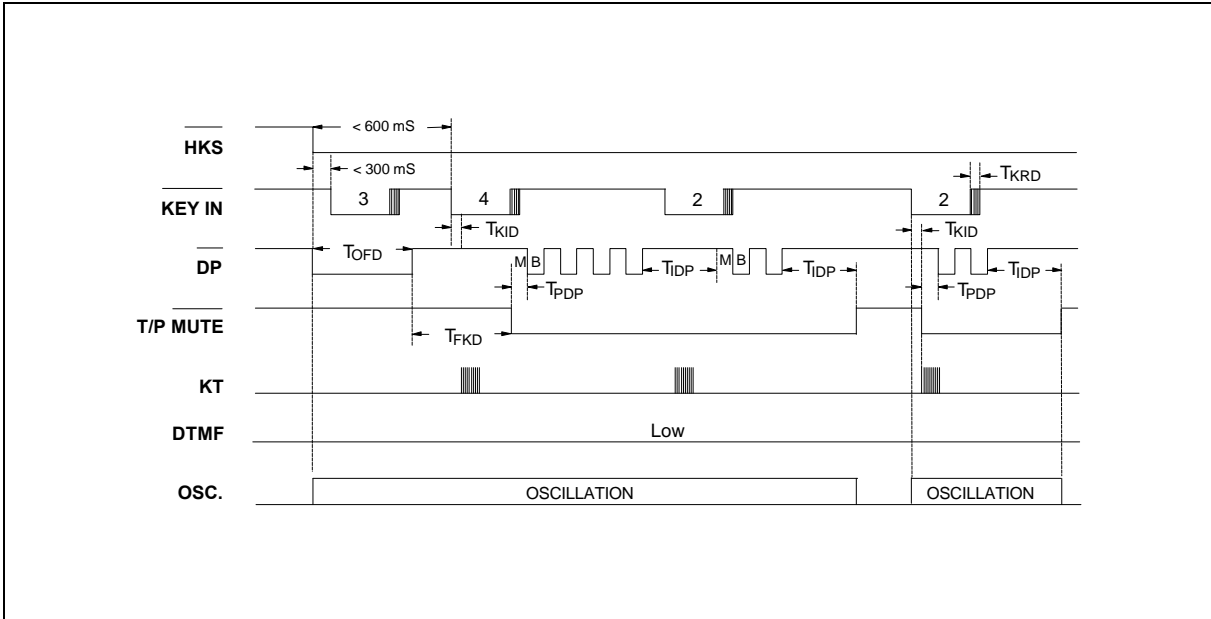 HKS
< 600 mS
< 300 mS
KEY IN
3
4
2
2
TKRD
TKID
TKID
DP
TOFD
M B
TIDP
M B
TIDP
TIDP
TPDP
TPDP
T/P MUTE
TFKD
KT
DTMF
Low
OSC.
OSCILLATION
OSCILLATION